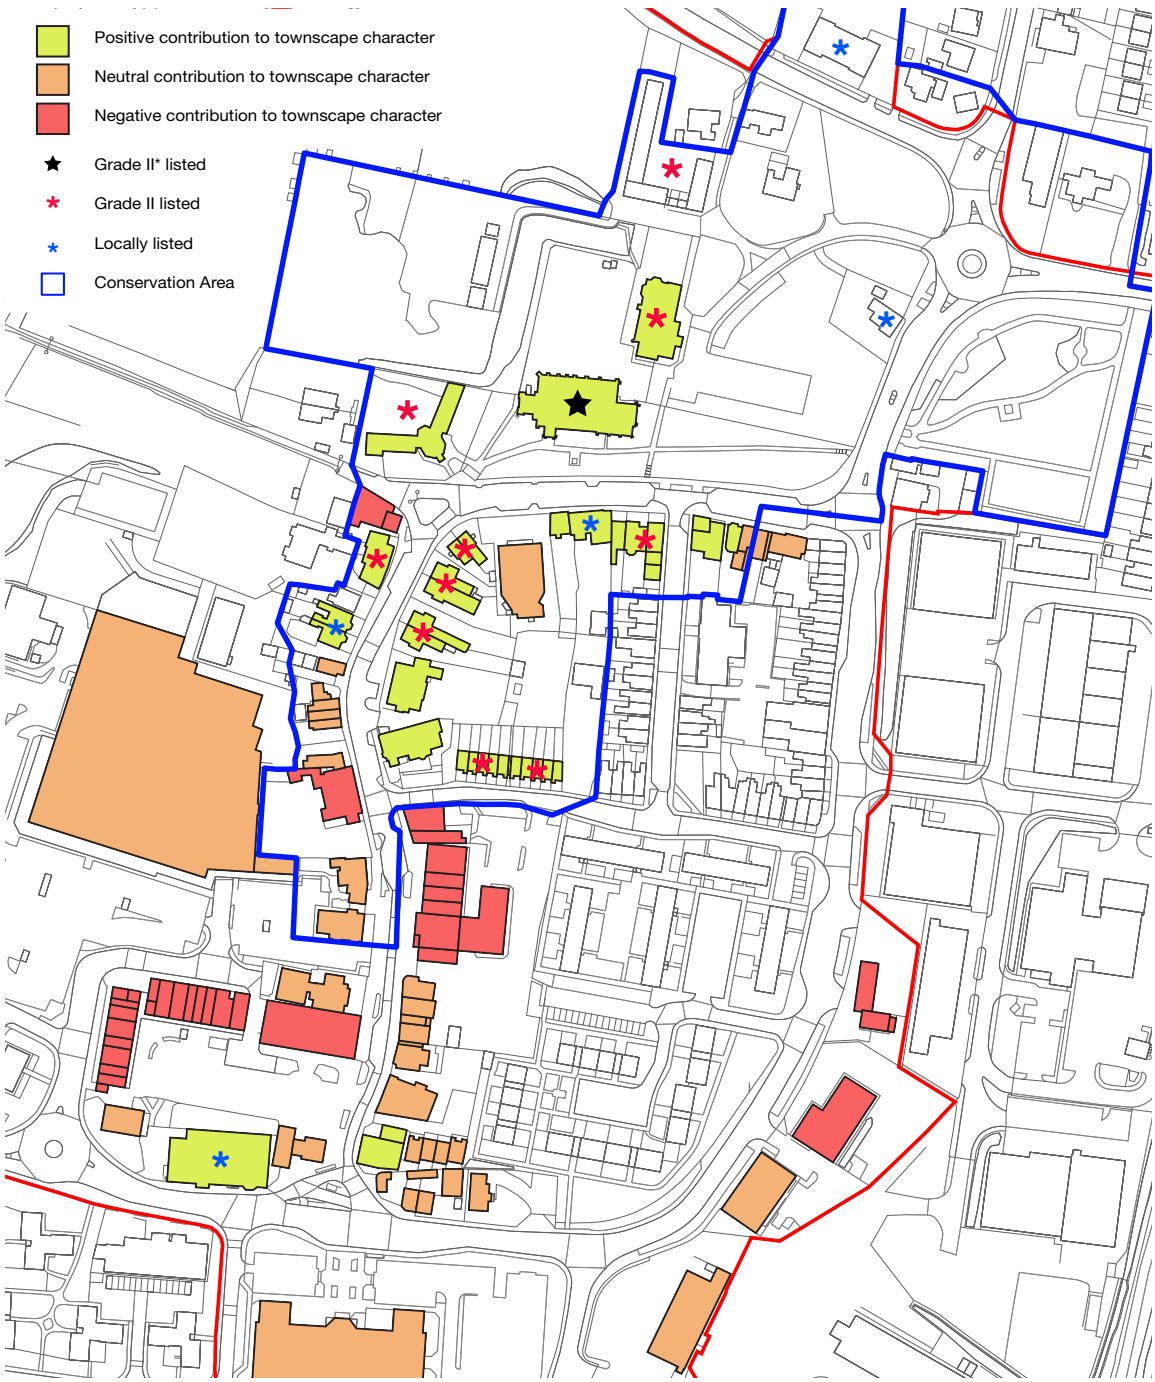 Positive contribution to townscape character
Neutral contribution to townscape character
Negative contribution to townscape character
Grade II* listed
Grade II listed
Locally listed
Conservation Area